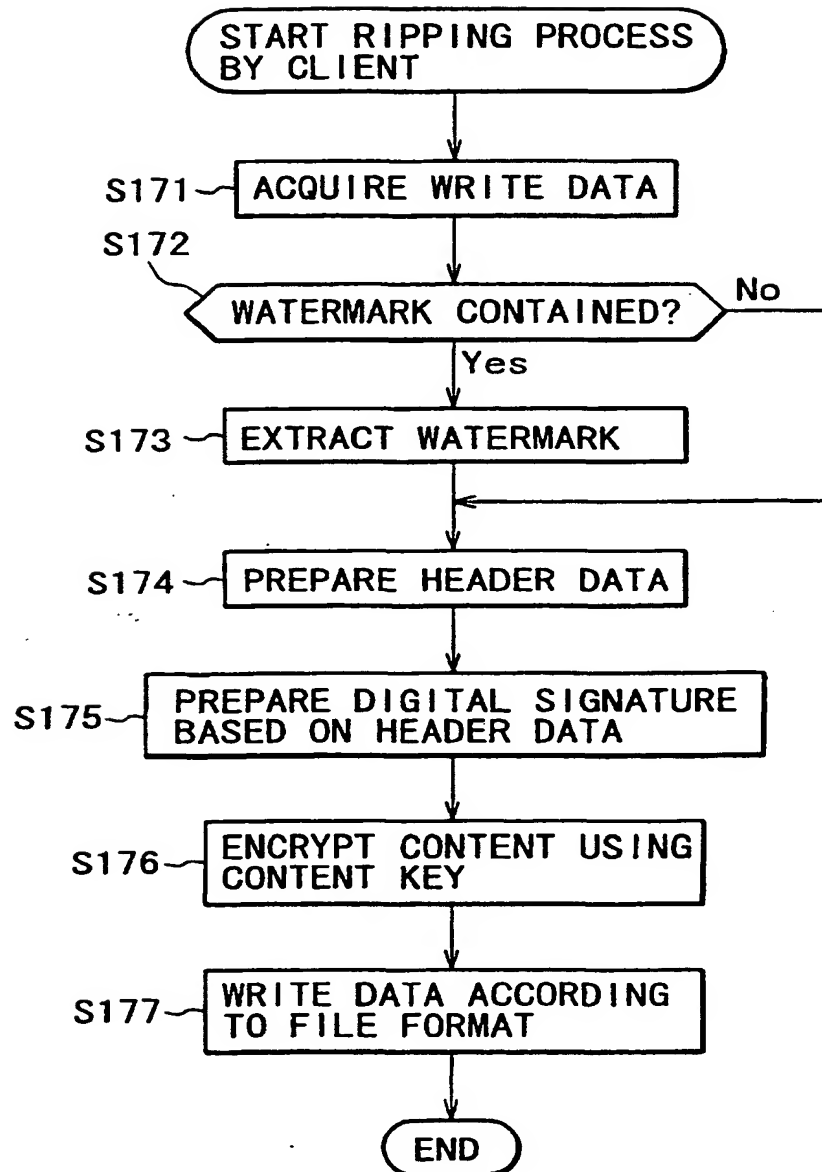 START RIPPING PROCESS
BY CLIENT
S171
ACQUIRE WRITE DATA
S172
WATERMARK CONTAINED?
No
Yes
S173
EXTRACT WATERMARK
S174
PREPARE HEADER DATA
S175
PREPARE DIGITAL SIGNATURE
BASED ON HEADER DATA
S176
ENCRYPT CONTENT USING
CONTENT KEY
S177
WRITE DATA ACCORDING
TO FILE FORMAT
END